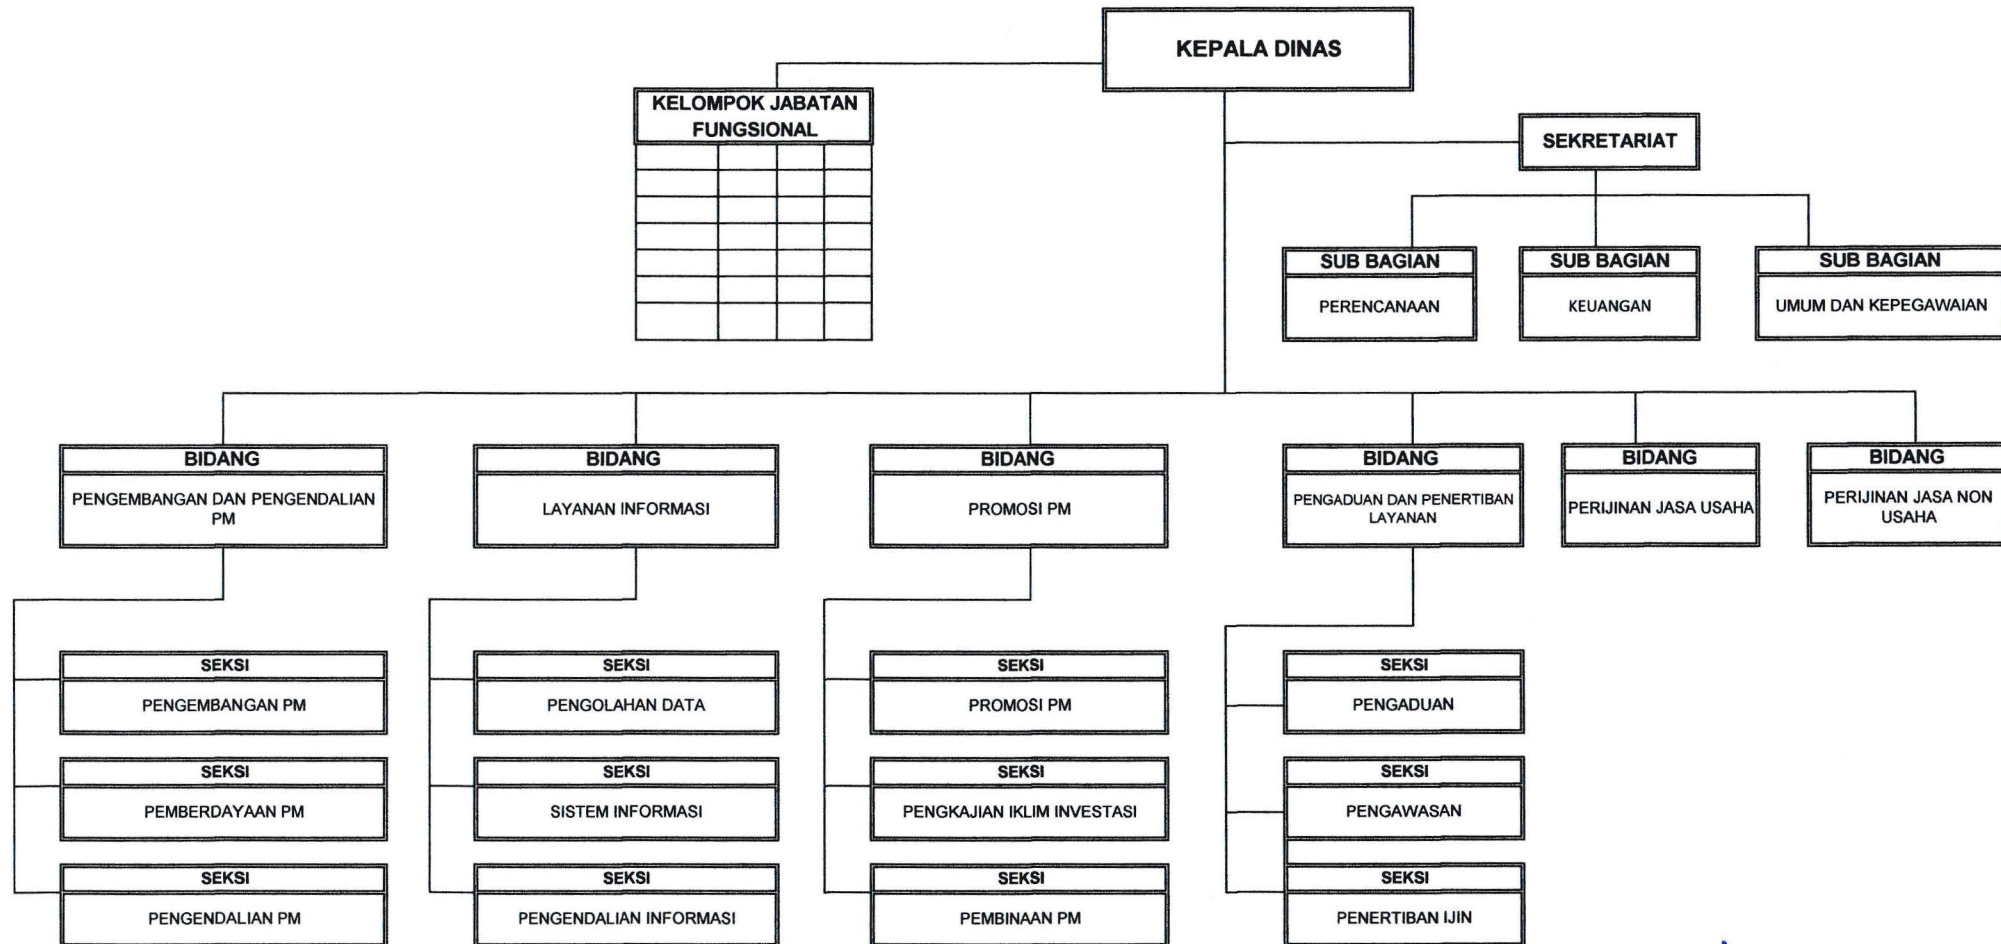 KEPALA DINAS
KELOMPOK JABATAN
FUNGSIONAL
SEKRETARIAT
SUB BAGIAN
PERENCANAAN
SUB BAGIAN
KEUANGAN
SUB BAGIAN
UMUM DAN KEPEGAWAIAN
BIDANG
PENGEMBANGAN DAN PENGENDALIAN
PM
BIDANG
LAYANAN INFORMASI
BIDANG
PROMOSI PM
BIDANG
PENGADUAN DAN PENERTIBAN
LAYANAN
BIDANG
PERIJINAN JASA USAHA
BIDANG
PERIJINAN JASA NON
USAHA
SEKSI
PENGEMBANGAN PM
SEKSI
PEMBERDAYAAN PM
SEKSI
PENGENDALIAN PM
SEKSI
PENGOLAHAN DATA
SEKSI
SISTEM INFORMASI
SEKSI
PENGENDALIAN INFORMASI
SEKSI
PROMOSI PM
SEKSI
PENGKAJIAN IKLIM INVESTASI
SEKSI
PEMBINAAN PM
SEKSI
PENGADUAN
SEKSI
PENGAWASAN
SEKSI
PENERTIBAN IJIN